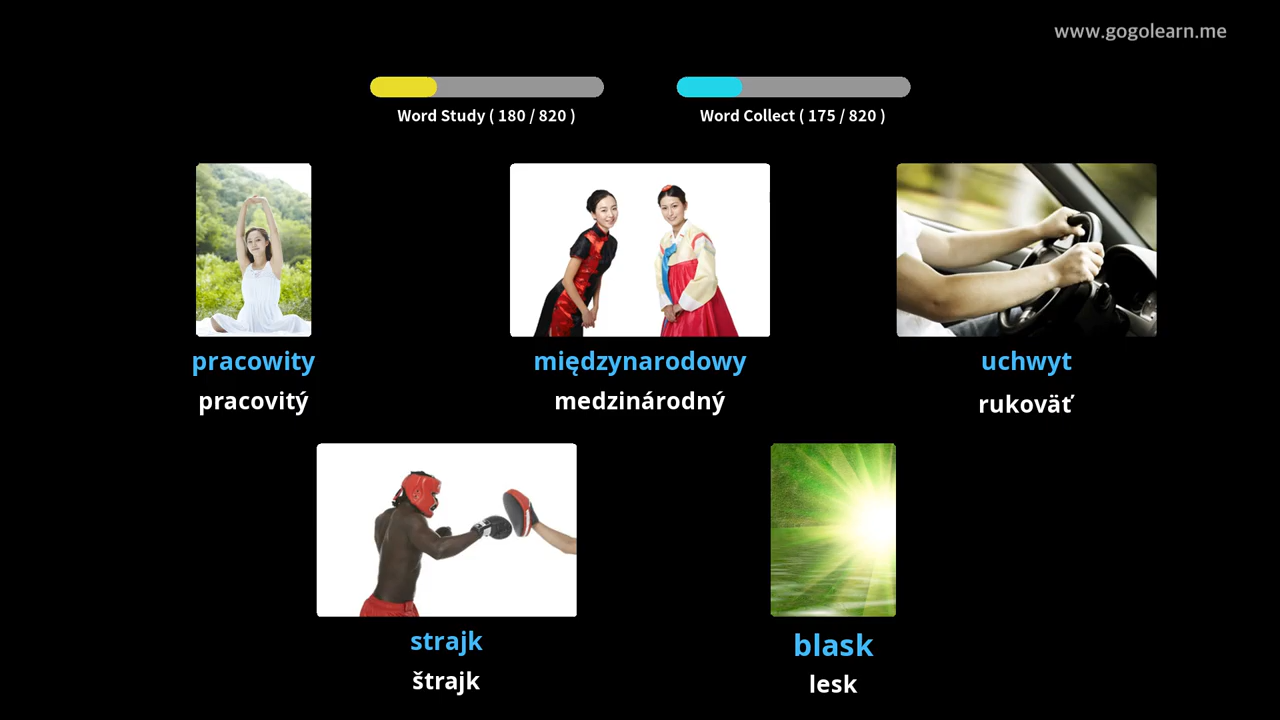 www.gogolearn.me
Word Study ( 180 / 820 )
Word Collect ( 175 / 820 )
pracowity
pracovitý
międzynarodowy
medzinárodný
uchwyt
rukoväť
strajk
štrajk
blask
lesk